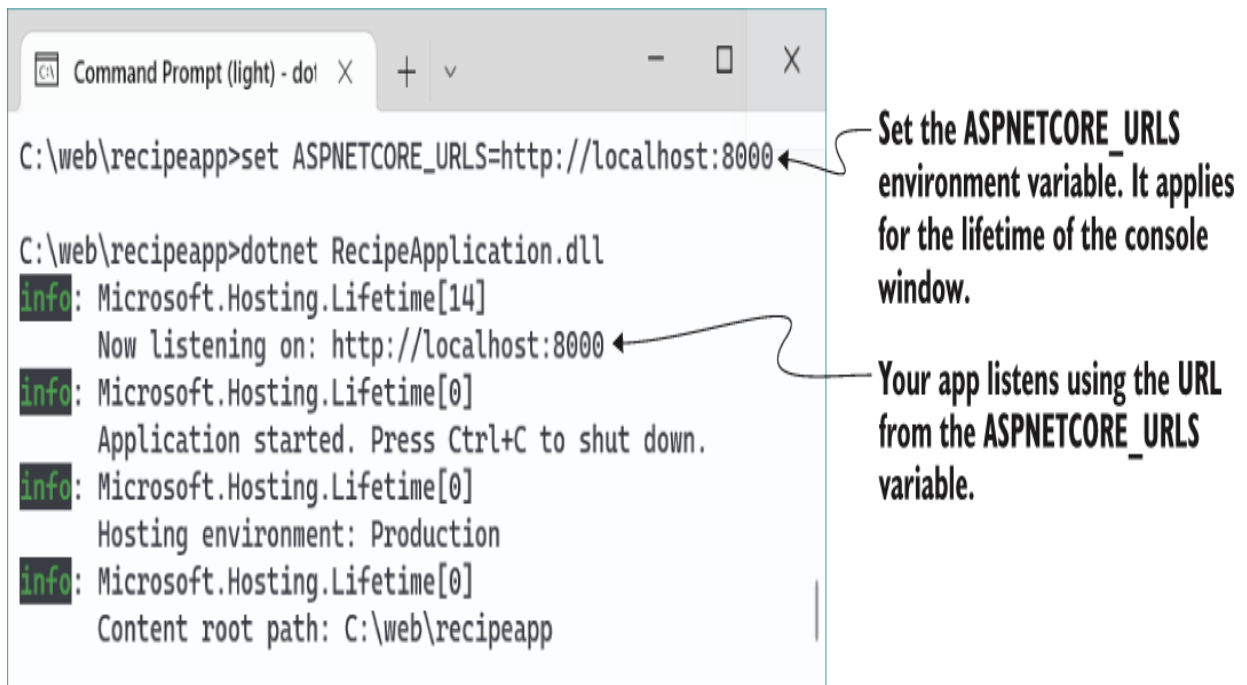 Command Prompt (light) - dot
C:\web\recipeapp>set ASPNETCORE_URLS=http://localhost:8000
C:\web\recipeapp>dotnet RecipeApplication.dll
info: Microsoft.Hosting.Lifetime[14]
Now listening on: http://localhost:8000
info: Microsoft.Hosting.Lifetime[0]
Application started. Press Ctrl+C to shut down.
info: Microsoft.Hosting.Lifetime[0]
Hosting environment: Production
info: Microsoft.Hosting.Lifetime[0]
Content root path: C:\web\recipeapp
Set the ASPNETCORE_URLS
environment variable. It applies
for the lifetime of the console
window.
Your app listens using the URL
from the ASPNETCORE_URLS
variable.